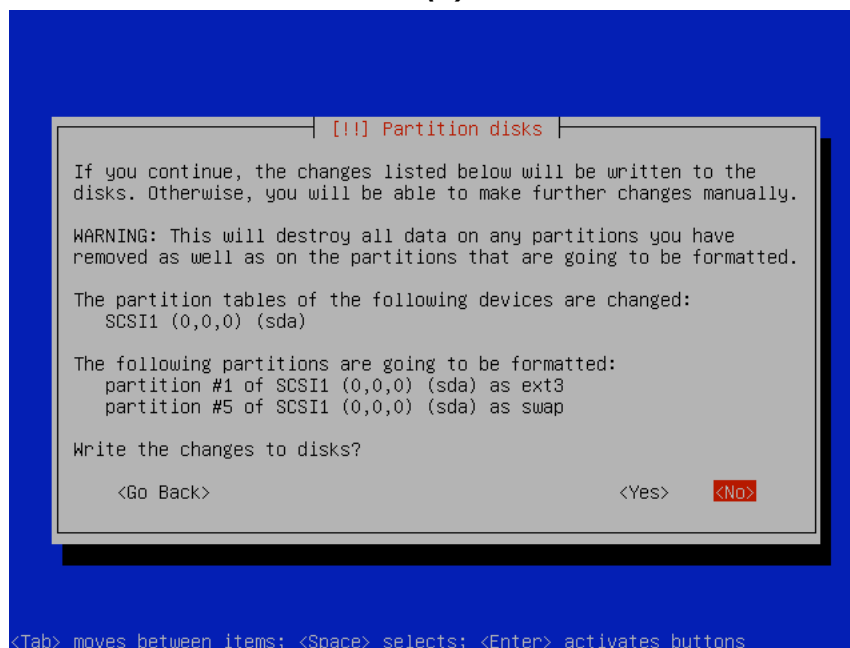 [!!] Partition disks
If you continue, the changes listed below will be written to the
disks. Otherwise, you will be able to make further changes manually.
WARNING: This will destroy all data on any partitions you have
removed as well as on the partitions that are going to be formatted.
The partition tables of the following devices are changed:
SCSI1 (0,0,0) (sda)
The following partitions are going to be formatted:
partition #1 of SCSI1 (0,0,0) (sda) as ext3
partition #5 of SCSI1 (0,0,0) (sda) as swap
Write the changes to disks?
<Go Back> <Yes> <No>
<Tab> moves between items; <Space> selects; <Enter> activates buttons